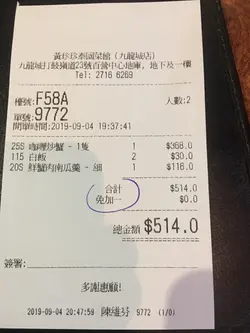 黃珍珍泰國菜館 (九龍城店)
九龍城打鼓嶺道23號百營中心地庫，地下及一樓
Tel: 2716 6269
檯號:F58A 人數:2
單號:9772
開單時間:2019-09-04 19:37:41
25S 咖喱炒蟹 - 1隻 1 $368.0
115 白飯 2 $30.0
20S 鮮蟹肉南瓜羹 - 細 1 $116.0
合計 $514.0
免加一 $0.0
總金額 $514.0
簽署:
多謝惠顧!
2019-09-04 20:47:59 9772 (1/0)